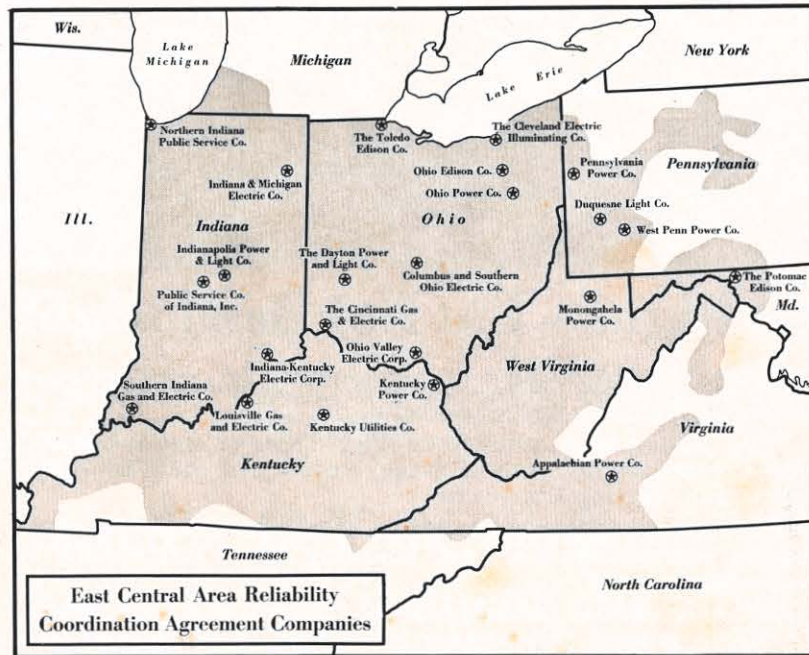 Wis.
Lake
Michigan
Michigan
Lake Erie
New York
Northern Indiana
Public Service Co.
The Toledo
Edison Co.
The Cleveland Electric
Illuminating Co.
Indiana & Michigan
Electric Co.
Ohio Edison Co.
Ohio Power Co.
Pennsylvania
Power Co.
Pennsylvania
Ill.
Indiana
Ohio
Duquesne Light Co.
West Penn Power Co.
Indianapolis Power
& Light Co.
The Dayton Power
and Light Co.
Columbus and Southern
Ohio Electric Co.
The Potomac
Edison Co.
Public Service Co.
of Indiana, Inc.
Monongahela
Power Co.
Md.
The Cincinnati Gas
& Electric Co.
Ohio Valley
Electric Corp.
Indiana-Kentucky
Electric Corp.
West Virginia
Southern Indiana
Gas and Electric Co.
Kentucky
Power Co.
Louisville Gas
and Electric Co.
Kentucky Utilities Co.
Virginia
Kentucky
Appalachian Power Co.
Tennessee
North Carolina
East Central Area Reliability
Coordination Agreement Companies